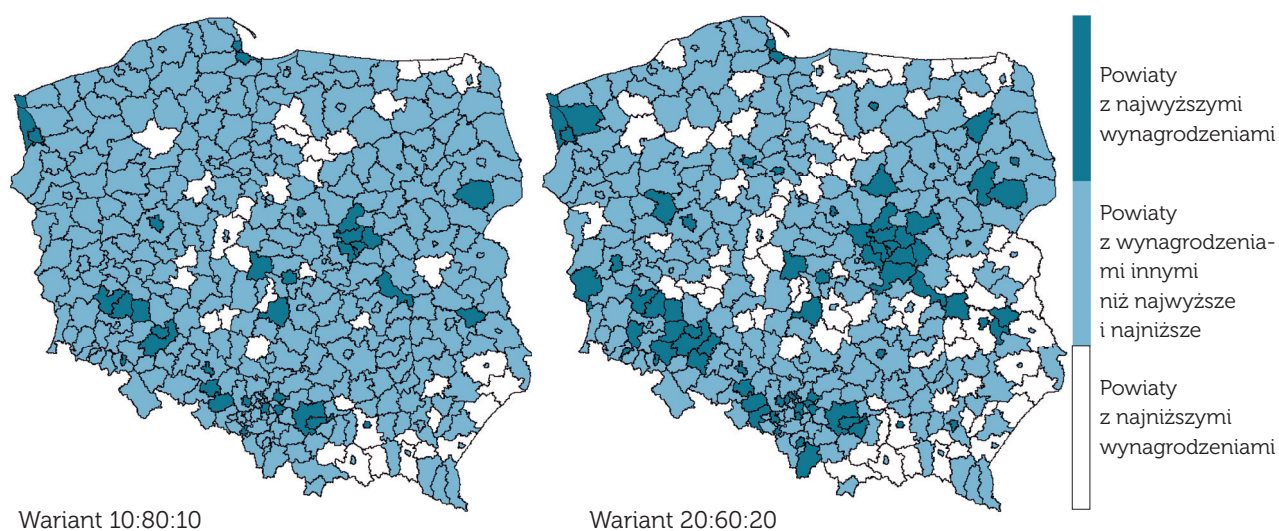 Powiaty
z najwyższymi
wynagrodzeniami
Powiaty
z wynagrodzenia-
mi innymi
niż najwyższe
i najniższe
Powiaty
z najniższymi
wynagrodzeniami
Wariant 10:80:10
Wariant 20:60:20